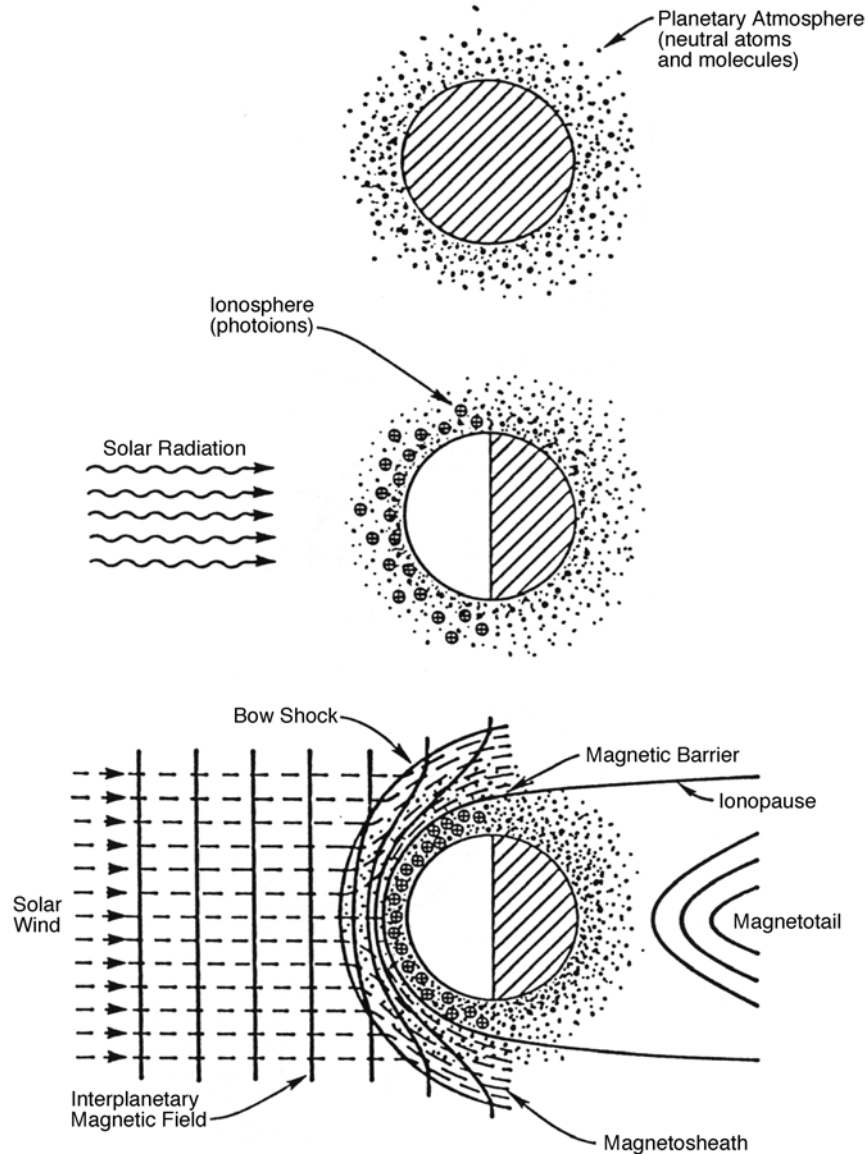 Planetary Atmosphere
(neutral atoms
and molecules)
Ionosphere
(photoions)
Solar Radiation
Bow Shock
Magnetic Barrier
Ionopause
Solar
Wind
Magnetotail
Interplanetary
Magnetic Field
Magnetosheath